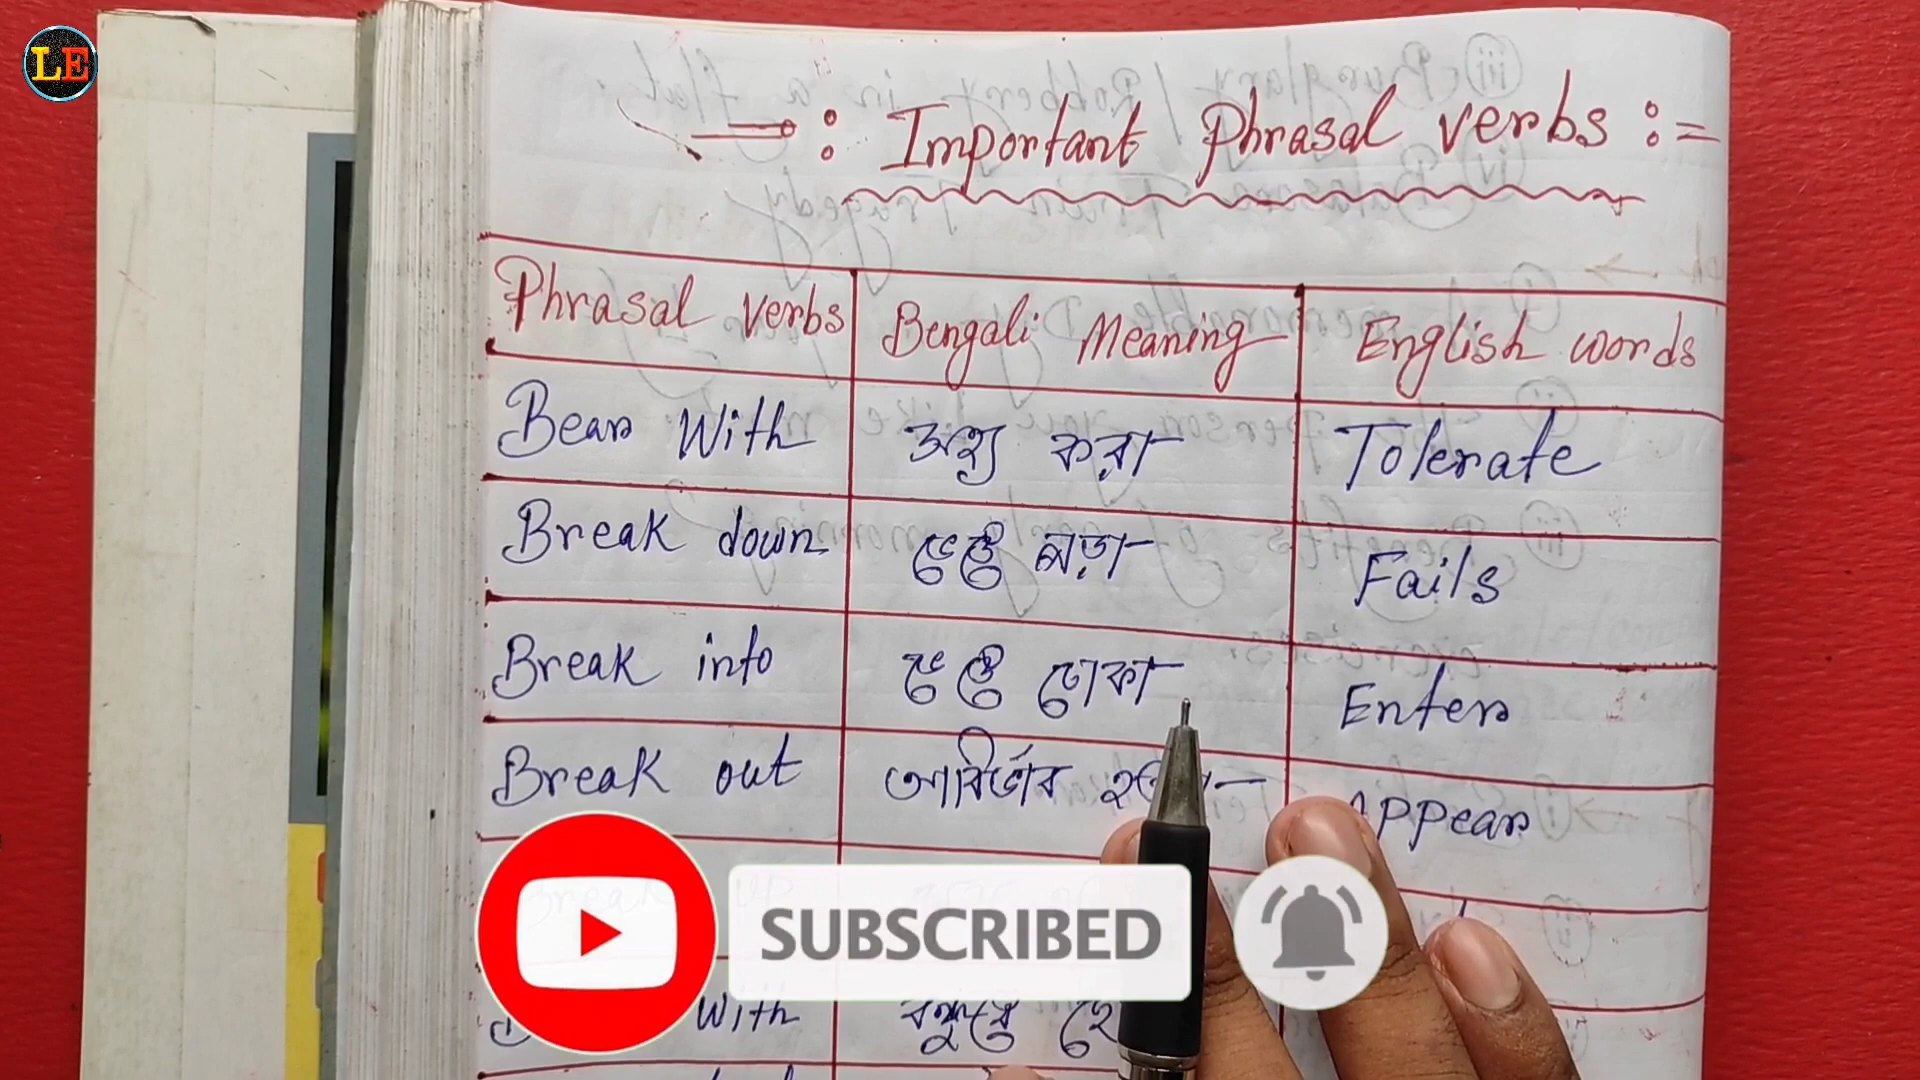 LE
Important Phrasal verbs :=
Phrasal verbs Bengali Meaning English words
Bear With সহ্য করা Tolerate
Break down ভেঙে পড়া Fails
Break into ভেঙে ঢোকা Enter
Break out আবির্ভাব হওয়া Appear
SUBSCRIBED
With